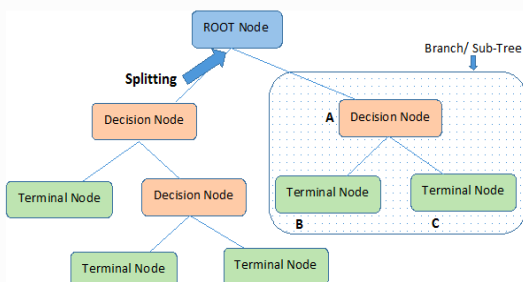 ROOT Node
Branch/ Sub-Tree
Splitting
A
Decision Node
Decision Node
Terminal Node
Decision Node
Terminal Node
Terminal Node
B
C
Terminal Node
Terminal Node